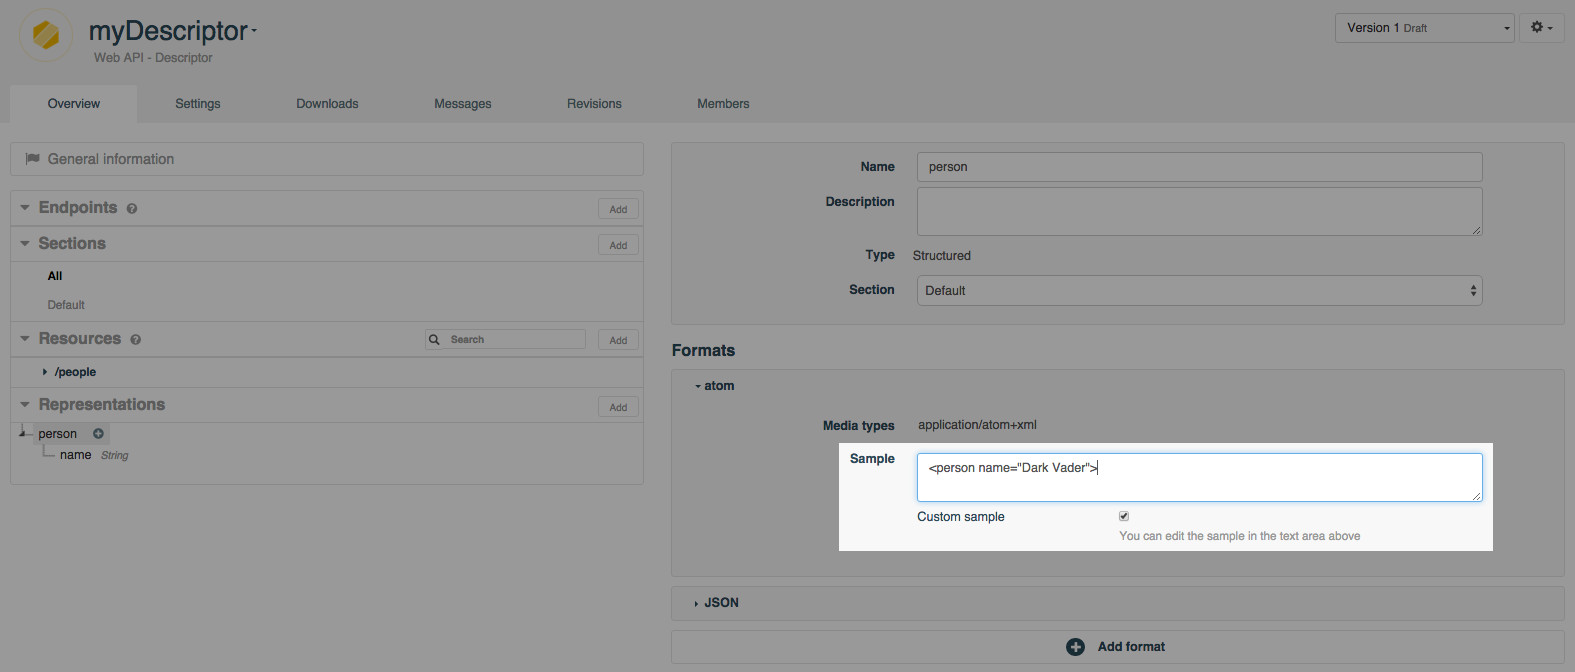 myDescriptor
Web API - Descriptor
Version 1 Draft
Overview Settings Downloads Messages Revisions Members
General information
Endpoints ? Add
Sections Add
All
Default
Resources ? Search Add
/people
Representations Add
person
name String
Name person
Description
Type Structured
Section Default
Formats
atom
Media types application/atom+xml
Sample <person name="Dark Vader">
Custom sample
You can edit the sample in the text area above
JSON
Add format